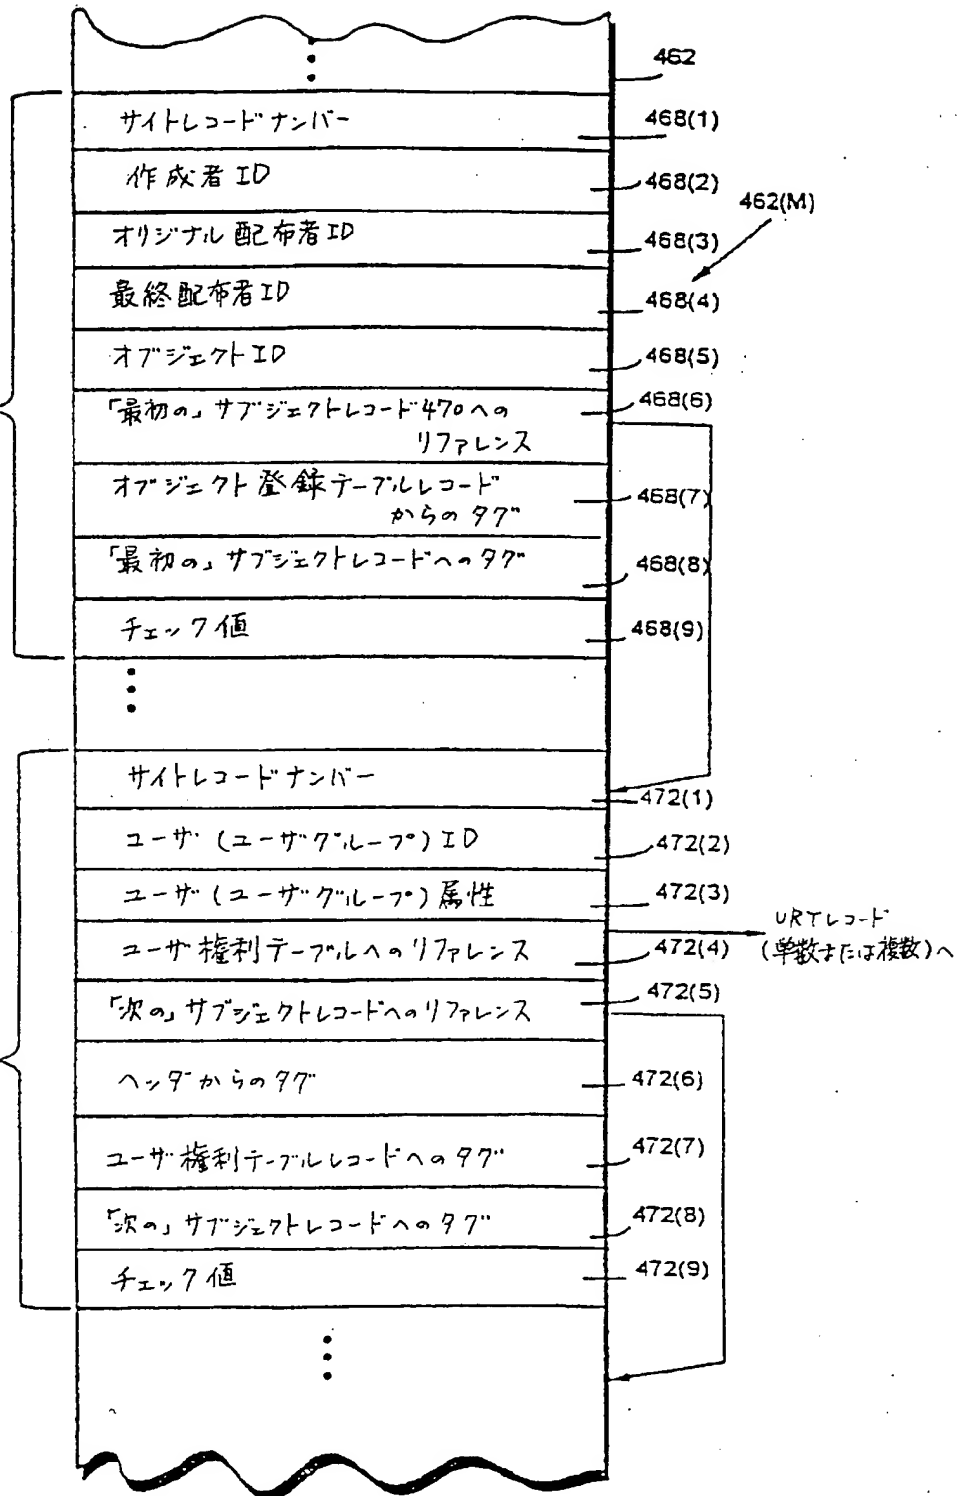 462
サイトレコードナンバー 468(1)
作成者ID 468(2)
462(M)
オリジナル配布者ID 468(3)
最終配布者ID 468(4)
オブジェクトID 468(5)
「最初の」サブジェクトレコード470への 468(6)
リファレンス
オブジェクト登録テーブルレコード 468(7)
からのタグ
「最初の」サブジェクトレコードへのタグ 468(8)
チェック値 468(9)
サイトレコードナンバー 472(1)
ユーザ(ユーザグループ)ID 472(2)
ユーザ(ユーザグループ)属性 472(3)
URTレコード
ユーザ権利テーブルへのリファレンス 472(4) (単数または複数)へ
「次の」サブジェクトレコードへのリファレンス 472(5)
ヘッダからのタグ 472(6)
ユーザ権利テーブルレコードへのタグ 472(7)
「次の」サブジェクトレコードへのタグ 472(8)
チェック値 472(9)